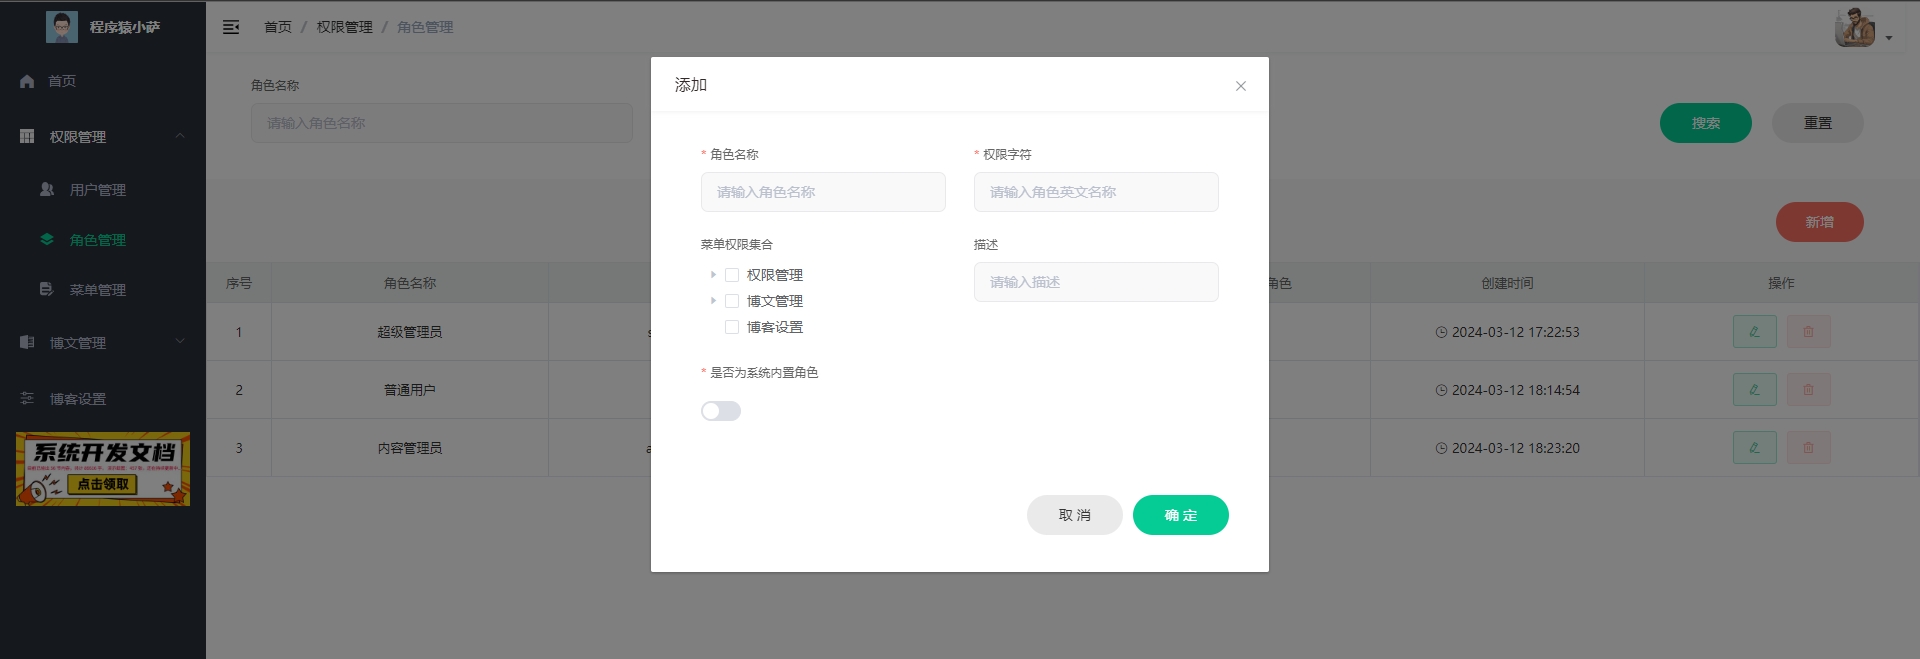 程序猿小萨
首页
权限管理
用户管理
角色管理
菜单管理
博文管理
博客设置
系统开发文档
点击领取
首页 / 权限管理 / 角色管理
角色名称
请输入角色名称
搜索
重置
新增
序号 角色名称 角色 创建时间 操作
1 超级管理员 2024-03-12 17:22:53
2 普通用户 2024-03-12 18:14:54
3 内容管理员 2024-03-12 18:23:20
添加
* 角色名称
请输入角色名称
* 权限字符
请输入角色英文名称
菜单权限集合
权限管理
博文管理
博客设置
描述
请输入描述
* 是否为系统内置角色
取 消
确 定